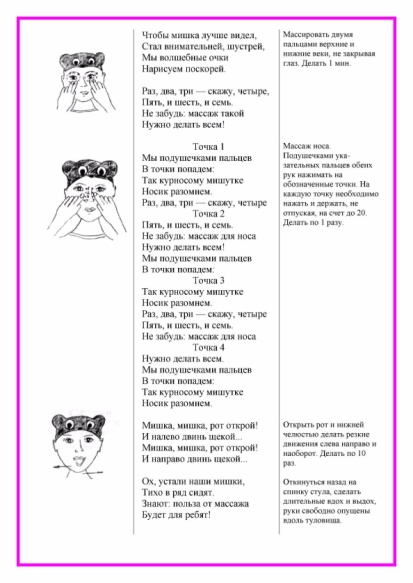 Чтобы мишка лучше видел,
Стал внимательней, шустрей,
Мы волшебные очки
Нарисуем поскорей.
Раз, два, три — скажу, четыре,
Пять, и шесть, и семь.
Не забудь: массаж такой
Нужно делать всем!
Массировать двумя
пальцами верхние и
нижние веки, не закрывая
глаз. Делать 1 мин.
Точка 1
Мы подушечками пальцев
В точки попадем:
Так курносому мишутке
Носик разомнем.
Раз, два, три — скажу, четыре
Точка 2
Пять, и шесть, и семь.
Не забудь: массаж для носа
Нужно делать всем!
Мы подушечками пальцев
В точки попадем:
Точка 3
Так курносому мишутке
Носик разомнем.
Раз, два, три — скажу, четыре
Пять, и шесть, и семь.
Не забудь: массаж для носа
Точка 4
Нужно делать всем.
Мы подушечками пальцев
В точки попадем:
Так курносому мишутке
Носик разомнем.
Массаж носа.
Подушечками ука-
зательных пальцев обеих
рук нажимать на
обозначенные точки. На
каждую точку необходимо
нажать и держать, не
отпуская, на счет до 20.
Делать по 1 разу.
Мишка, мишка, рот открой!
И налево двинь щекой...
Мишка, мишка, рот открой!
И направо двинь щекой...
Открыть рот и нижней
челюстью делать резкие
движения слева направо и
наоборот. Делать по 10
раз.
Ох, устали наши мишки,
Тихо в ряд сидят.
Знают: польза от массажа
Будет для ребят!
Откинуться назад на
спинку стула, сделать
длительные вдох и выдох,
руки свободно опущены
вдоль туловища.